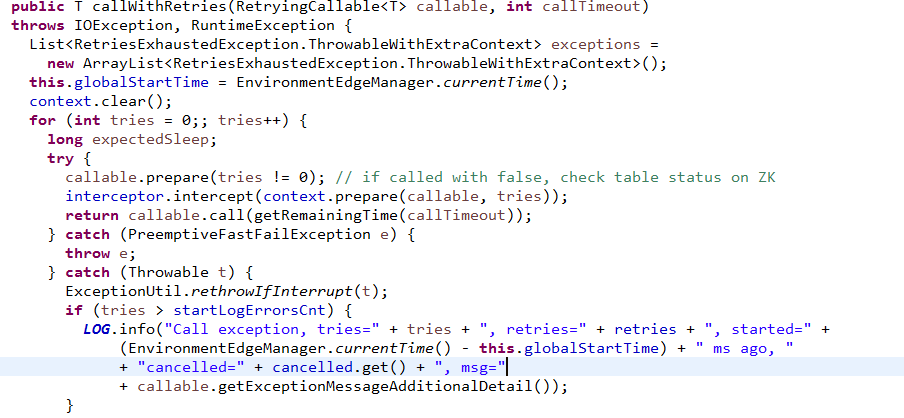 public T callWithRetries(RetryingCallable<T> callable, int callTimeout)
throws IOException, RuntimeException {
List<RetriesExhaustedException.ThrowableWithExtraContext> exceptions =
new ArrayList<RetriesExhaustedException.ThrowableWithExtraContext>();
this.globalStartTime = EnvironmentEdgeManager.currentTime();
context.clear();
for (int tries = 0;; tries++) {
long expectedSleep;
try {
callable.prepare(tries != 0); // if called with false, check table status on ZK
interceptor.intercept(context.prepare(callable, tries));
return callable.call(getRemainingTime(callTimeout));
} catch (PreemptiveFastFailException e) {
throw e;
} catch (Throwable t) {
ExceptionUtil.rethrowIfInterrupt(t);
if (tries > startLogErrorsCnt) {
LOG.info("Call exception, tries=" + tries + ", retries=" + retries + ", started=" +
(EnvironmentEdgeManager.currentTime() - this.globalStartTime) + " ms ago, "
+ "cancelled=" + cancelled.get() + ", msg="
+ callable.getExceptionMessageAdditionalDetail());
}